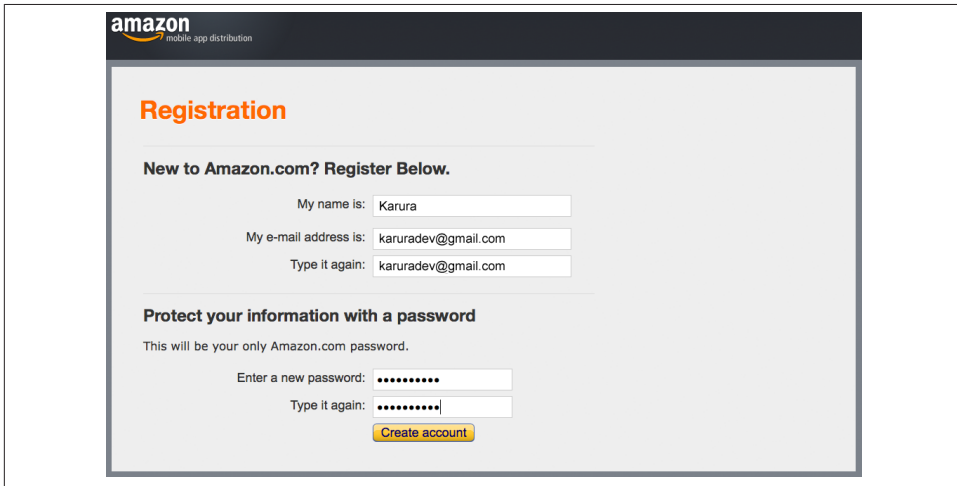 amazon
mobile app distribution
Registration
New to Amazon.com? Register Below.
My name is: Karura
My e-mail address is: karuradev@gmail.com
Type it again: karuradev@gmail.com
Protect your information with a password
This will be your only Amazon.com password.
Enter a new password: ••••••••••
Type it again: ••••••••••
Create account